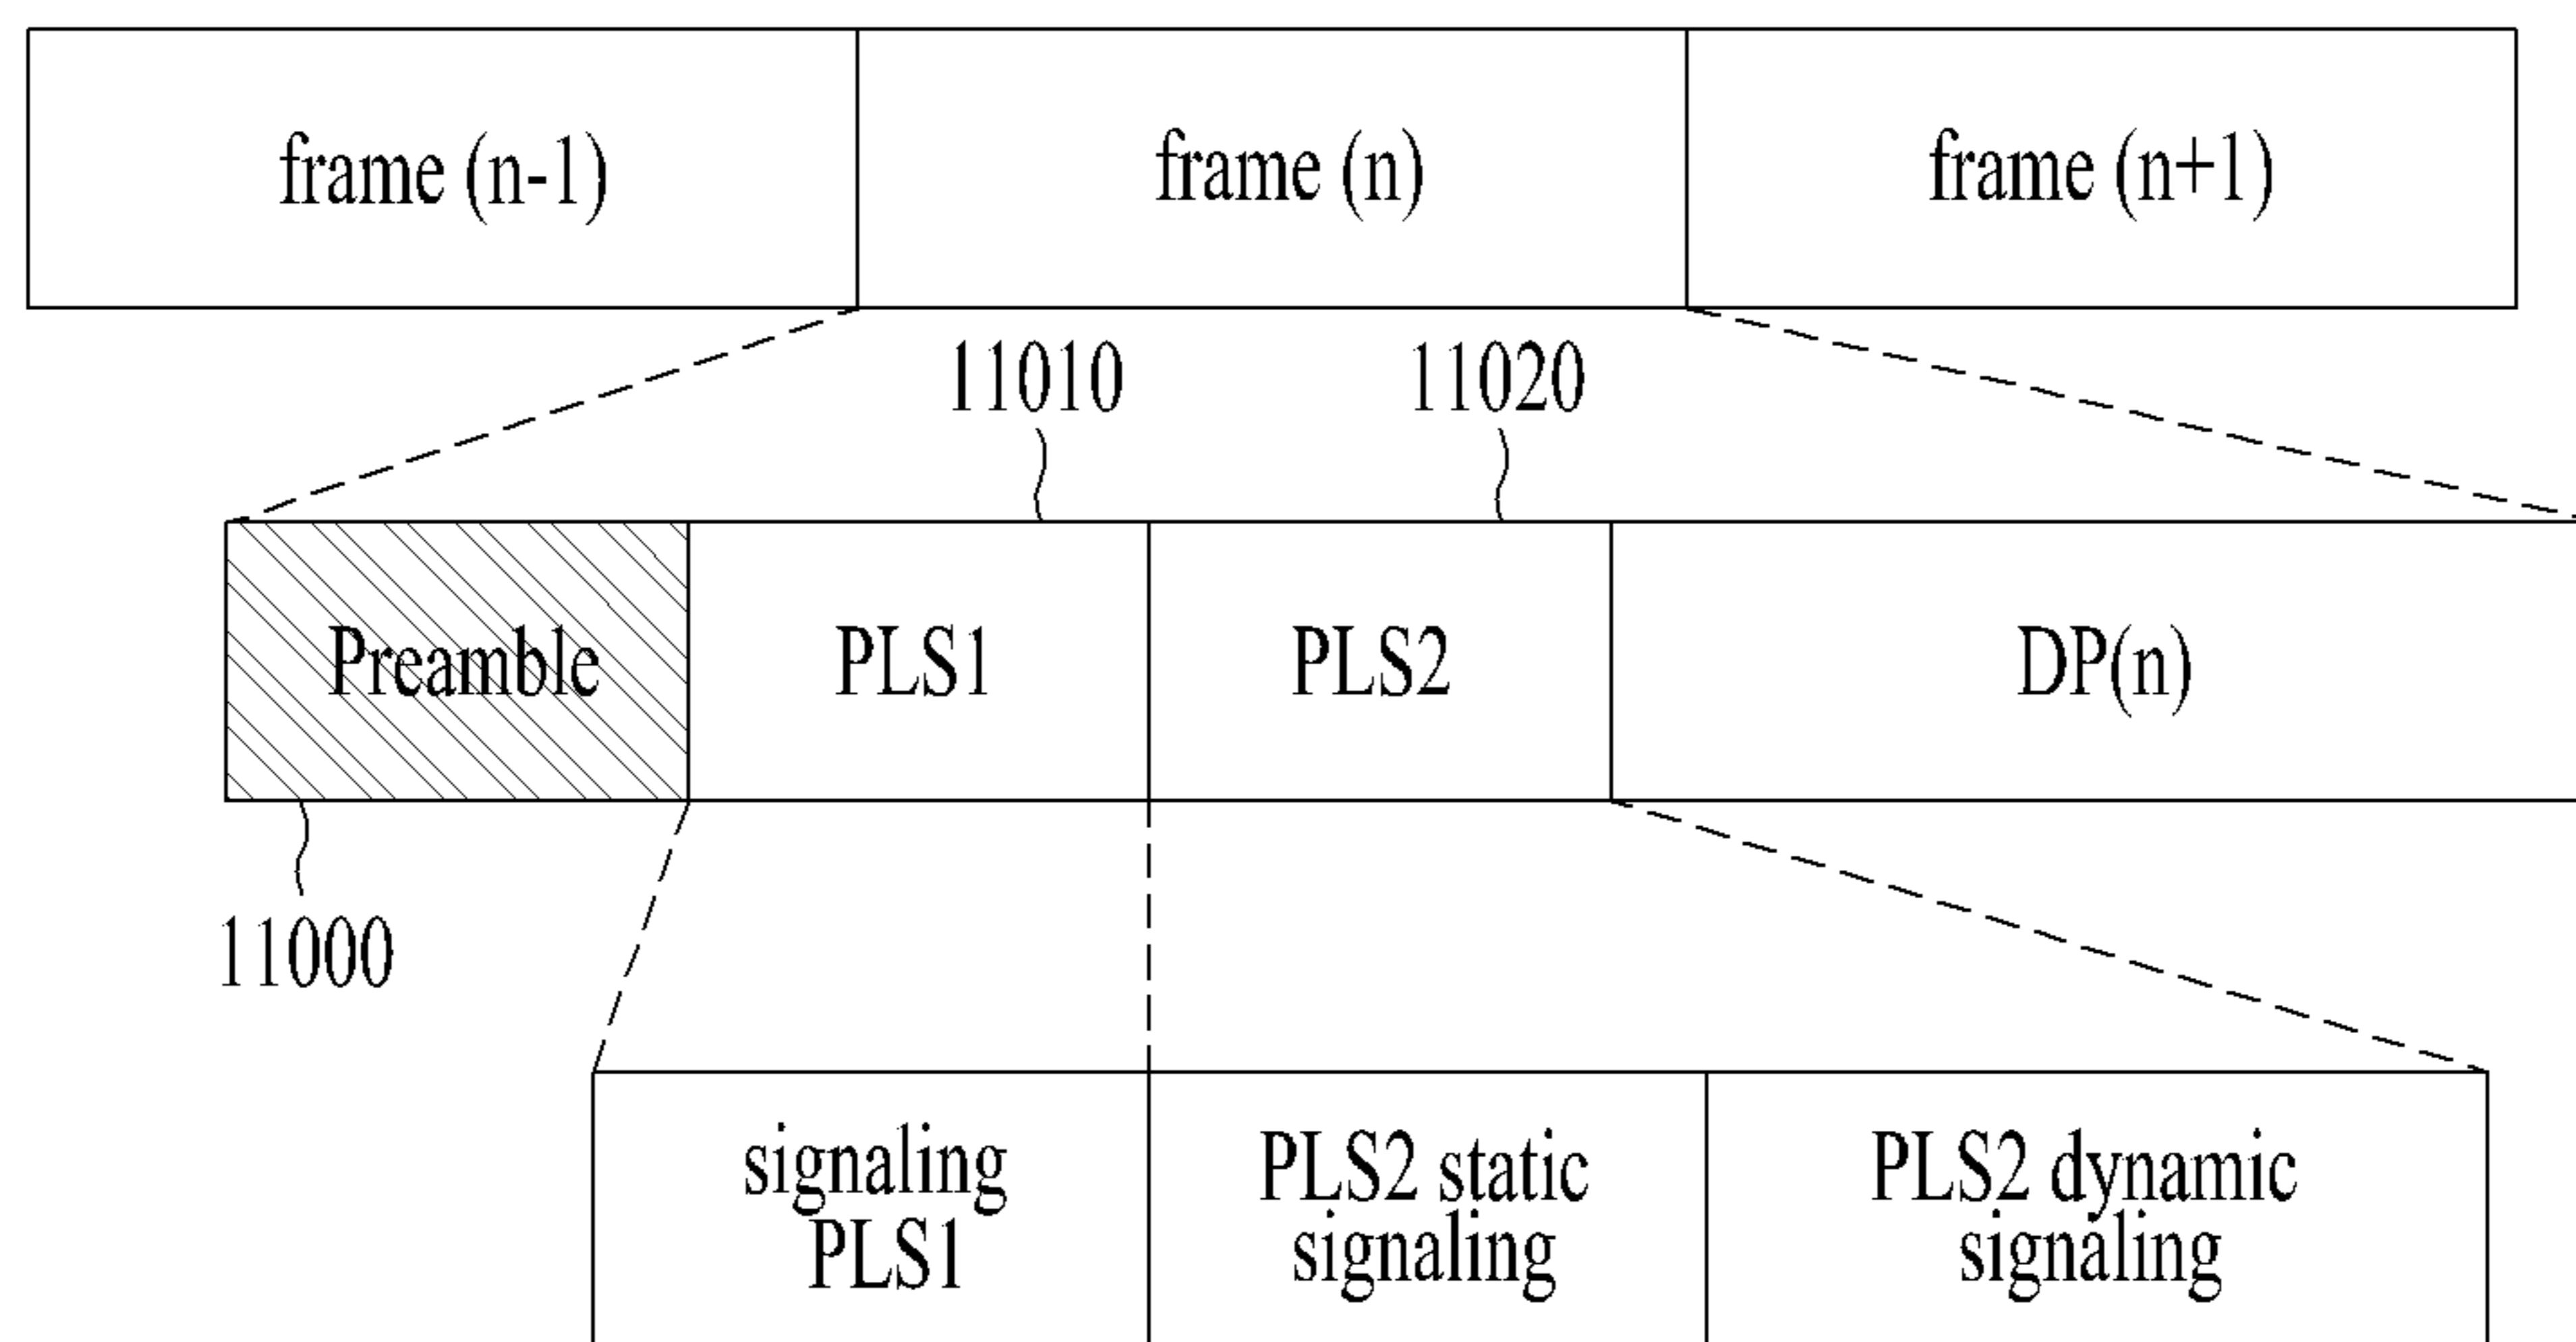 frame (n-1)
frame (n)
frame (n+1)
11010
11020
Preamble
PLS1
PLS2
DP(n)
11000
signaling
PLS1
PLS2 static
signaling
PLS2 dynamic
signaling